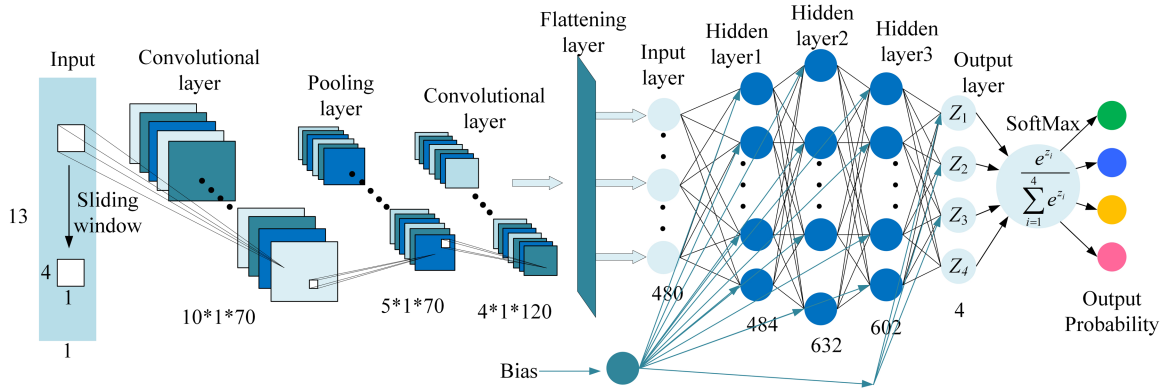 Input
13
Sliding
window
4
1
1
Convolutional
layer
10*1*70
Pooling
layer
5*1*70
Convolutional
layer
4*1*120
Flattening
layer
Input
layer
480
Hidden
layer1
484
Hidden
layer2
632
Hidden
layer3
602
Output
layer
Z1
Z2
Z3
Z4
4
Bias
SoftMax
e^{z_i}
4
∑ e^{z_i}
i=1
Output
Probability